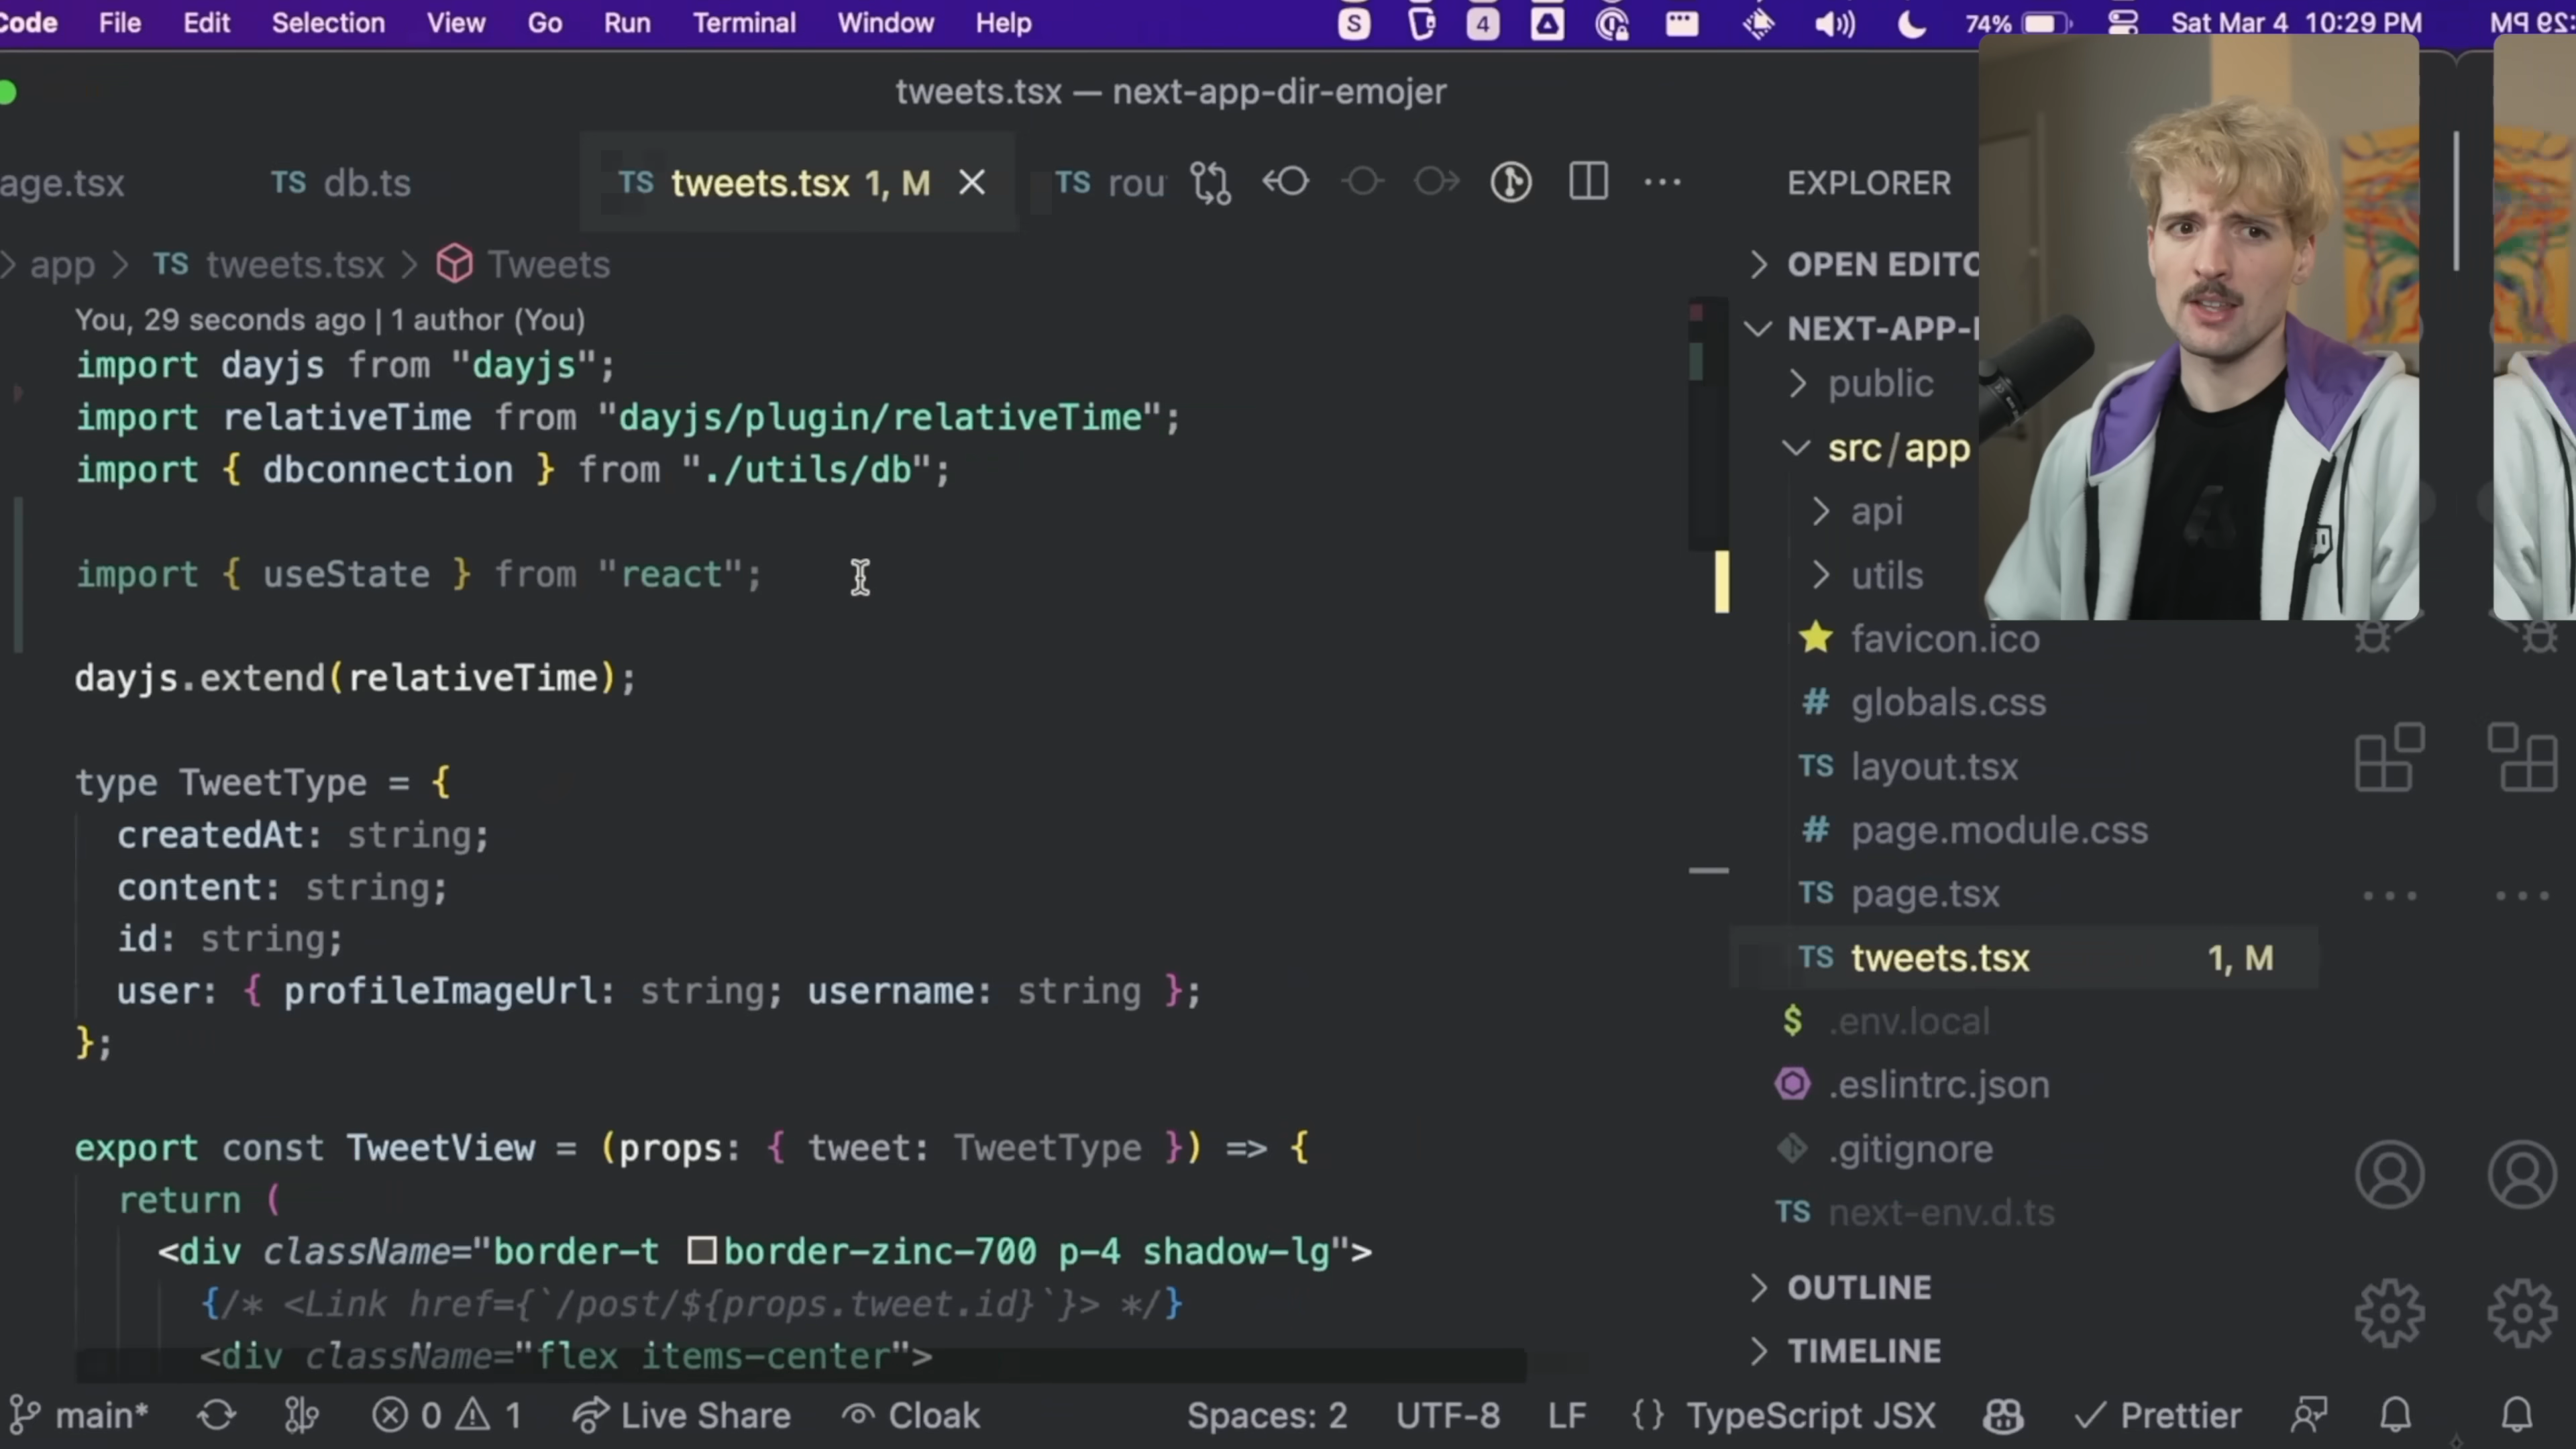 Code File Edit Selection View Go Run Terminal Window Help S 4 74% Sat Mar 4 10:29 PM
tweets.tsx — next-app-dir-emojer
age.tsx TS db.ts TS tweets.tsx 1, M TS rou
app TS tweets.tsx Tweets
You, 29 seconds ago | 1 author (You)
import dayjs from "dayjs";
import relativeTime from "dayjs/plugin/relativeTime";
import { dbconnection } from "./utils/db";
import { useState } from "react";
dayjs.extend(relativeTime);
type TweetType = {
createdAt: string;
content: string;
id: string;
user: { profileImageUrl: string; username: string };
};
export const TweetView = (props: { tweet: TweetType }) => {
return (
<div className="border-t border-zinc-700 p-4 shadow-lg">
{/* <Link href={`/post/${props.tweet.id}`}> */}
<div className="flex items-center">
EXPLORER
OPEN EDITO
NEXT-APP-
public
src/app
api
utils
favicon.ico
# globals.css
TS layout.tsx
# page.module.css
TS page.tsx
TS tweets.tsx 1, M
$ .env.local
.eslintrc.json
.gitignore
TS next-env.d.ts
OUTLINE
TIMELINE
main* 0 1 Live Share Cloak Spaces: 2 UTF-8 LF {} TypeScript JSX Prettier